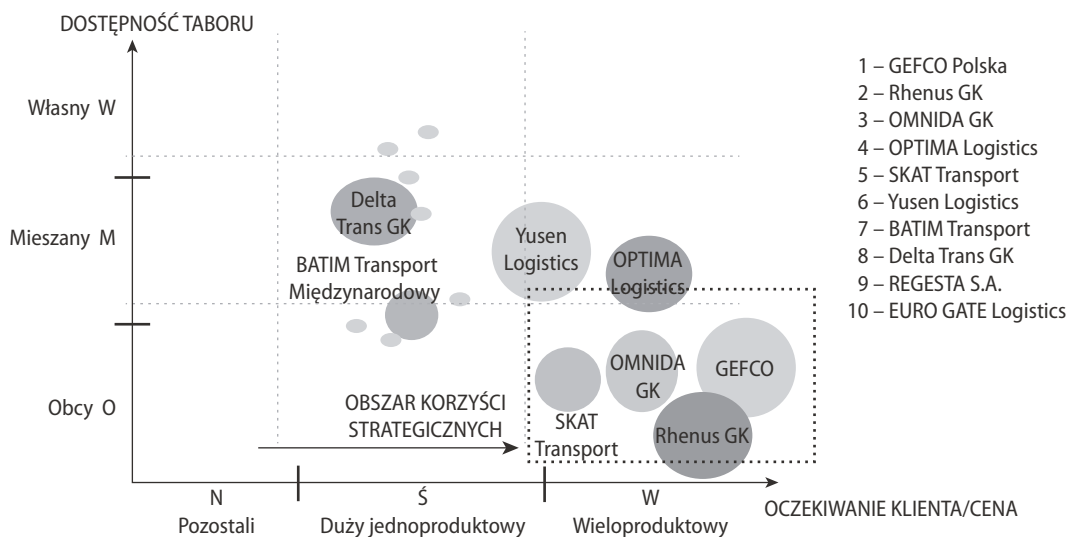 DOSTĘPNOŚĆ TABORU
Własny W
Mieszany M
Obcy O
Delta
Trans GK
BATIM Transport
Międzynarodowy
Yusen
Logistics
OPTIMA
Logistics
OMNIDA
GK
GEFCO
SKAT
Transport
Rhenus GK
OBSZAR KORZYŚCI
STRATEGICZNYCH
N
Pozostali
Ś
Duży jednoproduktowy
W
Wieloproduktowy
OCZEKIWANIE KLIENTA/CENA
1 – GEFCO Polska
2 – Rhenus GK
3 – OMNIDA GK
4 – OPTIMA Logistics
5 – SKAT Transport
6 – Yusen Logistics
7 – BATIM Transport
8 – Delta Trans GK
9 – REGESTA S.A.
10 – EURO GATE Logistics